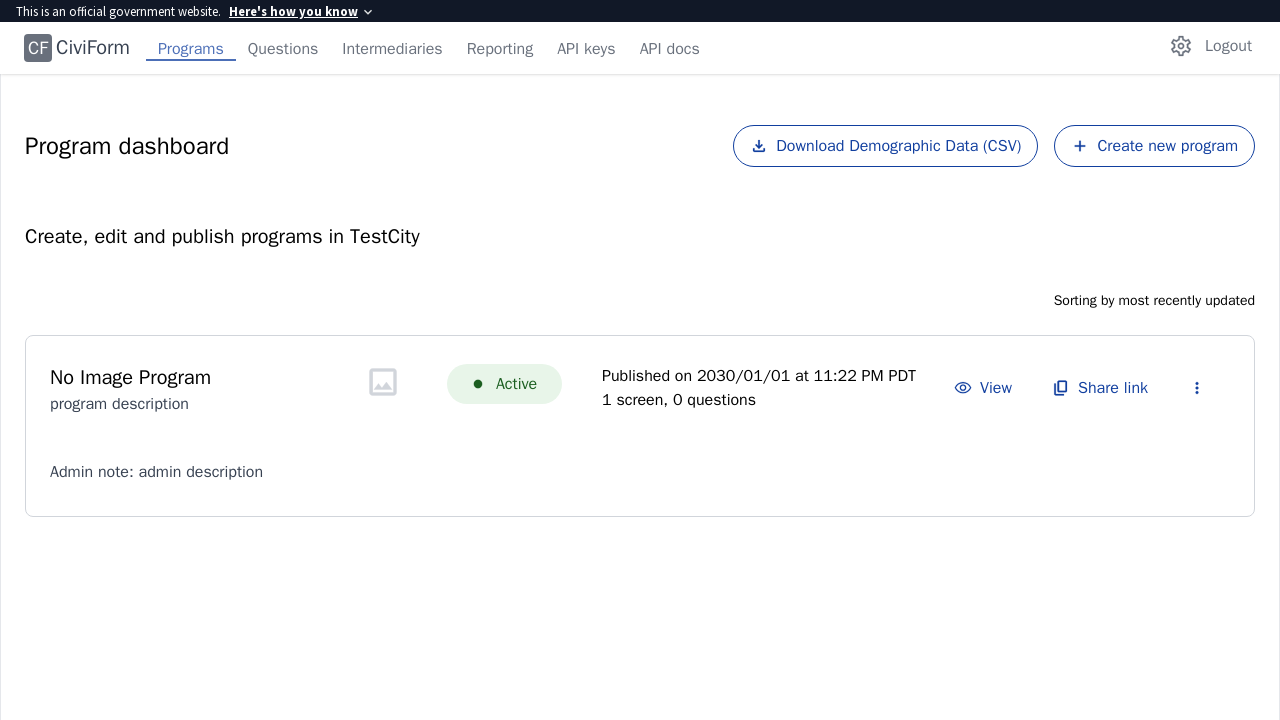 This is an official government website. Here's how you know
CF CiviForm Programs Questions Intermediaries Reporting API keys API docs Logout
Program dashboard Download Demographic Data (CSV) Create new program
Create, edit and publish programs in TestCity
Sorting by most recently updated
No Image Program Active Published on 2030/01/01 at 11:22 PM PDT View Share link
program description 1 screen, 0 questions
Admin note: admin description